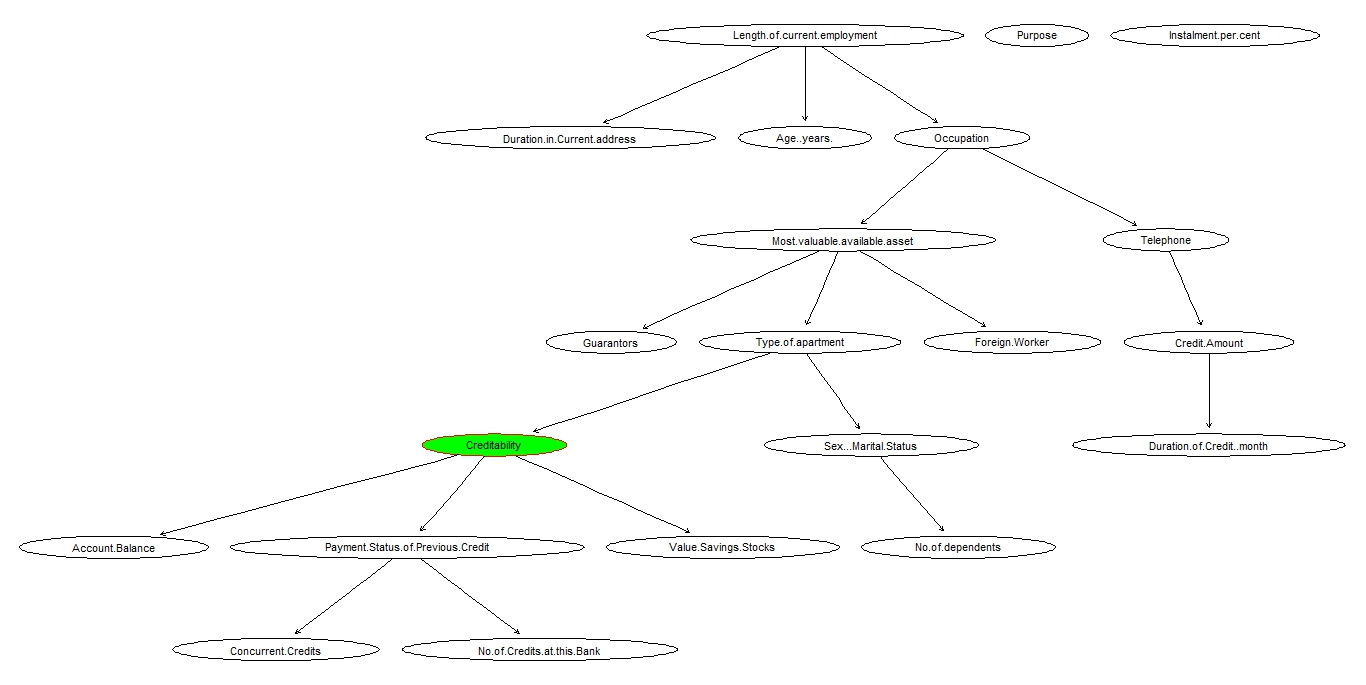 Length.of.current.employment
Purpose
Instalment.per.cent
Duration.in.Current.address
Age..years.
Occupation
Most.valuable.available.asset
Telephone
Guarantors
Type.of.apartment
Foreign.Worker
Credit.Amount
Creditability
Sex...Marital.Status
Duration.of.Credit..month
Account.Balance
Payment.Status.of.Previous.Credit
Value.Savings.Stocks
No.of.dependents
Concurrent.Credits
No.of.Credits.at.this.Bank